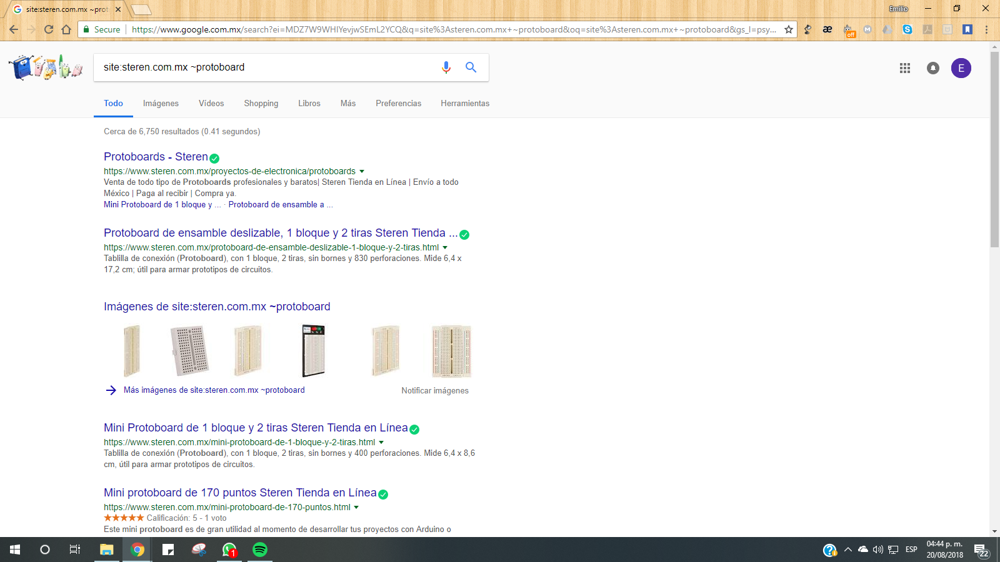 site:steren.com.mx ~prot
Emilio
Secure
https://www.google.com.mx/search?ei=MDZ7W9WHIYevjwSEmL2YCQ&q=site%3Asteren.com.mx+~protoboard&oq=site%3Asteren.com.mx+~protoboard&gs_l=psy...
æ
off
site:steren.com.mx ~protoboard
E
Todo Imágenes Vídeos Shopping Libros Más Preferencias Herramientas
Cerca de 6,750 resultados (0.41 segundos)
Protoboards - Steren
https://www.steren.com.mx/proyectos-de-electronica/protoboards
Venta de todo tipo de Protoboards profesionales y baratos| Steren Tienda en Línea | Envío a todo
México | Paga al recibir | Compra ya.
Mini Protoboard de 1 bloque y ... · Protoboard de ensamble a ...
Protoboard de ensamble deslizable, 1 bloque y 2 tiras Steren Tienda ...
https://www.steren.com.mx/protoboard-de-ensamble-deslizable-1-bloque-y-2-tiras.html
Tablilla de conexión (Protoboard), con 1 bloque, 2 tiras, sin bornes y 830 perforaciones. Mide 6,4 x
17,2 cm; útil para armar prototipos de circuitos.
Imágenes de site:steren.com.mx ~protoboard
Más imágenes de site:steren.com.mx ~protoboard
Notificar imágenes
Mini Protoboard de 1 bloque y 2 tiras Steren Tienda en Línea
https://www.steren.com.mx/mini-protoboard-de-1-bloque-y-2-tiras.html
Tablilla de conexión (Protoboard), con 1 bloque, 2 tiras, sin bornes y 400 perforaciones. Mide 6,4 x 8,6
cm, útil para armar prototipos de circuitos.
Mini protoboard de 170 puntos Steren Tienda en Línea
https://www.steren.com.mx/mini-protoboard-de-170-puntos.html
Calificación: 5 - 1 voto
Este mini protoboard es de gran utilidad al momento de desarrollar tus proyectos con Arduino o
1
ESP
04:44 p. m.
20/08/2018
22